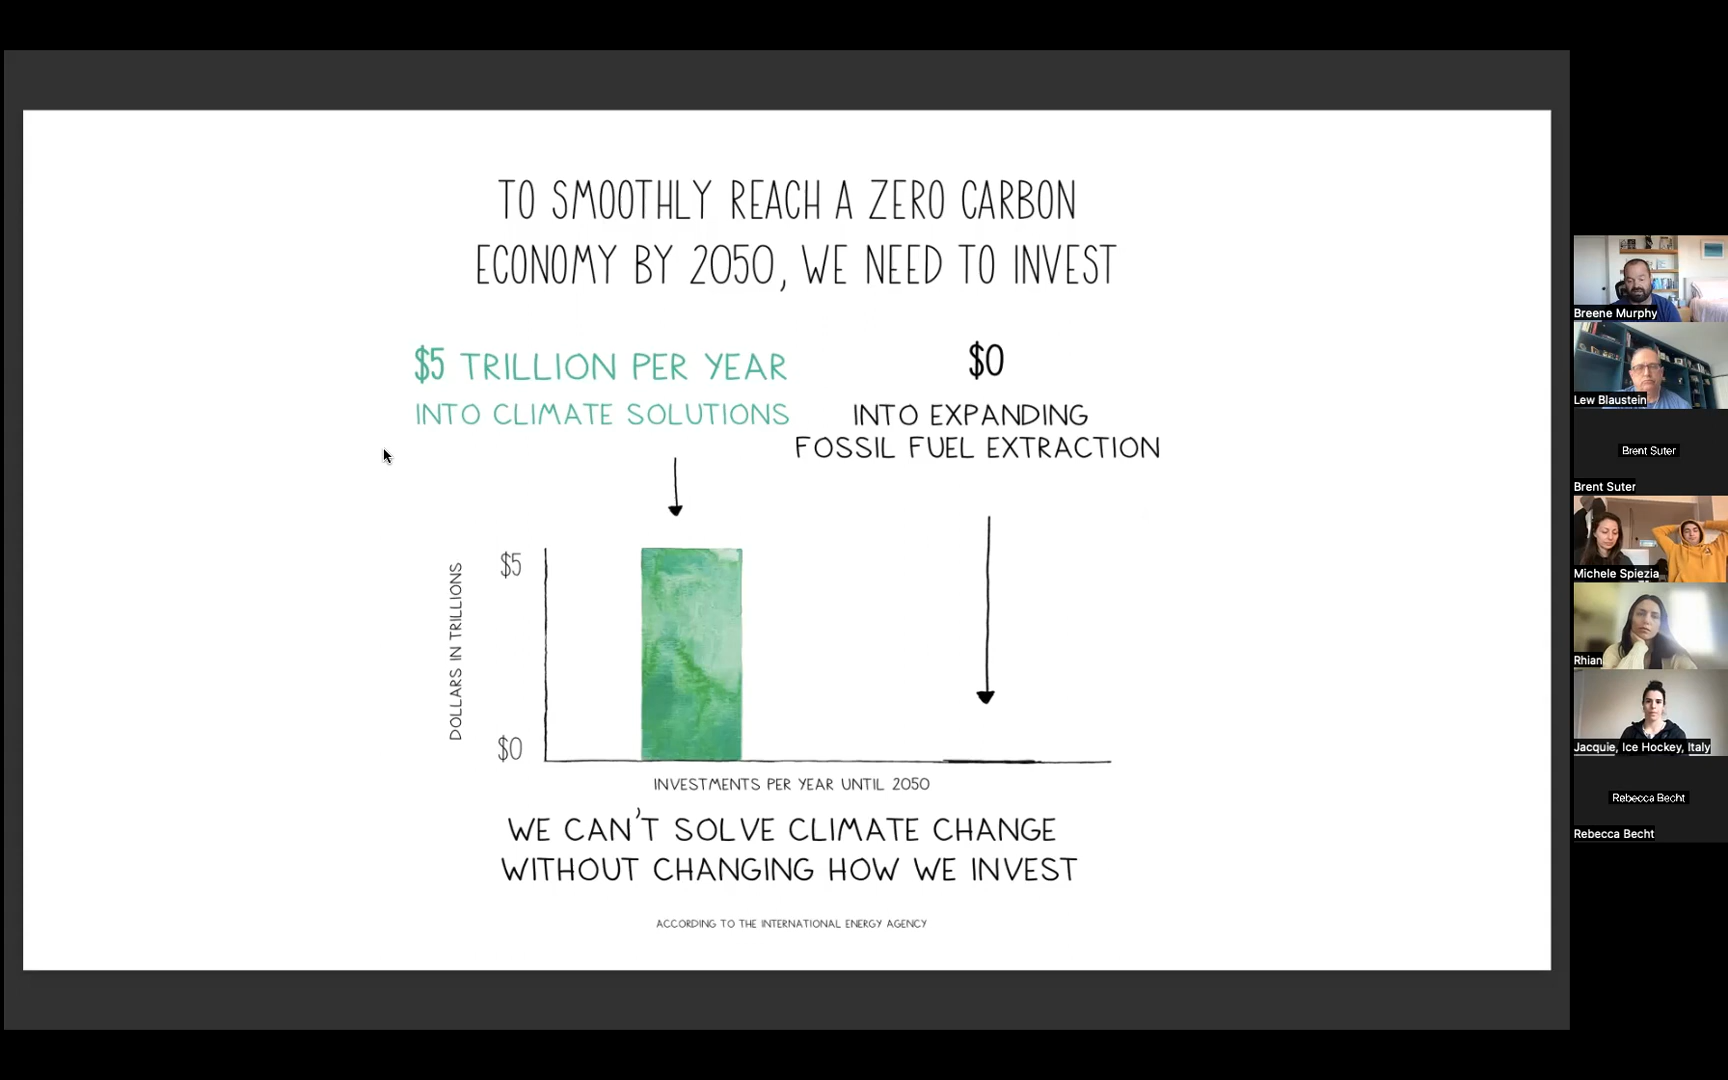 TO SMOOTHLY REACH A ZERO CARBON
ECONOMY BY 2050, WE NEED TO INVEST
$5 TRILLION PER YEAR
INTO CLIMATE SOLUTIONS
$0
INTO EXPANDING
FOSSIL FUEL EXTRACTION
DOLLARS IN TRILLIONS
$5
$0
INVESTMENTS PER YEAR UNTIL 2050
WE CAN'T SOLVE CLIMATE CHANGE
WITHOUT CHANGING HOW WE INVEST
ACCORDING TO THE INTERNATIONAL ENERGY AGENCY
Breene Murphy
Lew Blaustein
Brent Suter
Brent Suter
Michele Spiezia
Rhian
Jacquie, Ice Hockey, Italy
Rebecca Becht
Rebecca Becht